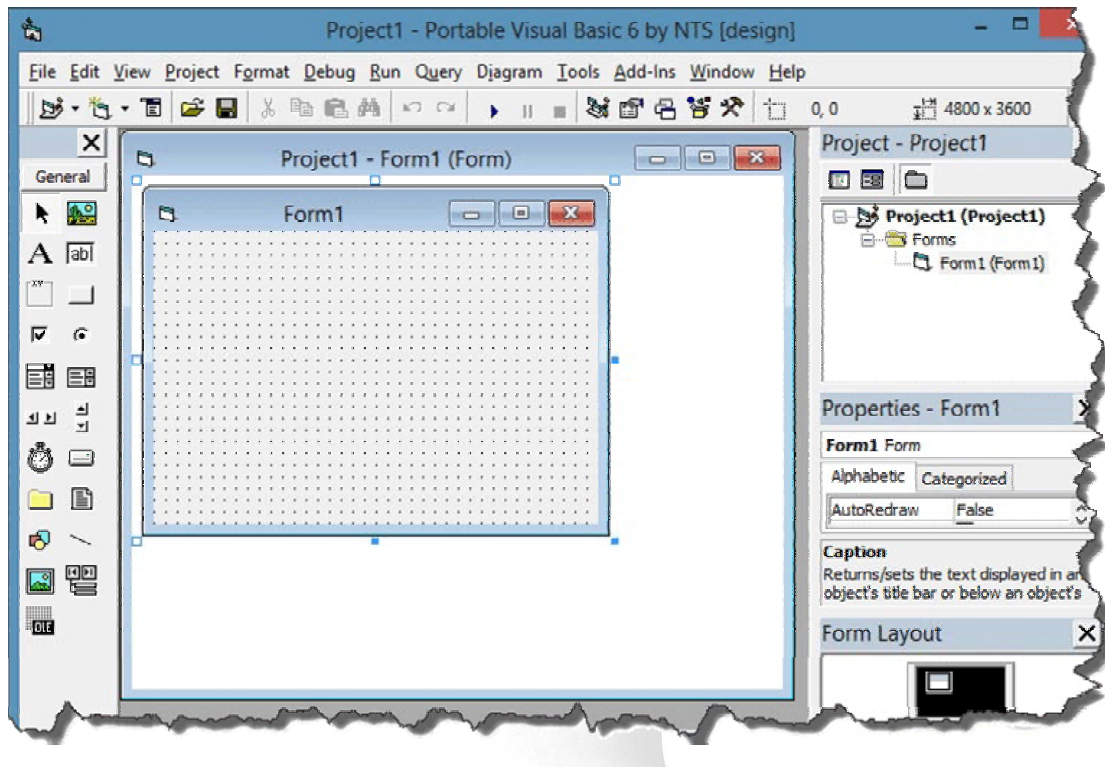 Project1 - Portable Visual Basic 6 by NTS [design]
File Edit View Project Format Debug Run Query Diagram Tools Add-Ins Window Help
0, 0 4800 x 3600
General
A
ab
xv
OLE
Project1 - Form1 (Form)
Form1
Project - Project1
Project1 (Project1)
Forms
Form1 (Form1)
Properties - Form1
Form1 Form
Alphabetic Categorized
AutoRedraw False
Caption
Returns/sets the text displayed in an
object's title bar or below an object's
Form Layout